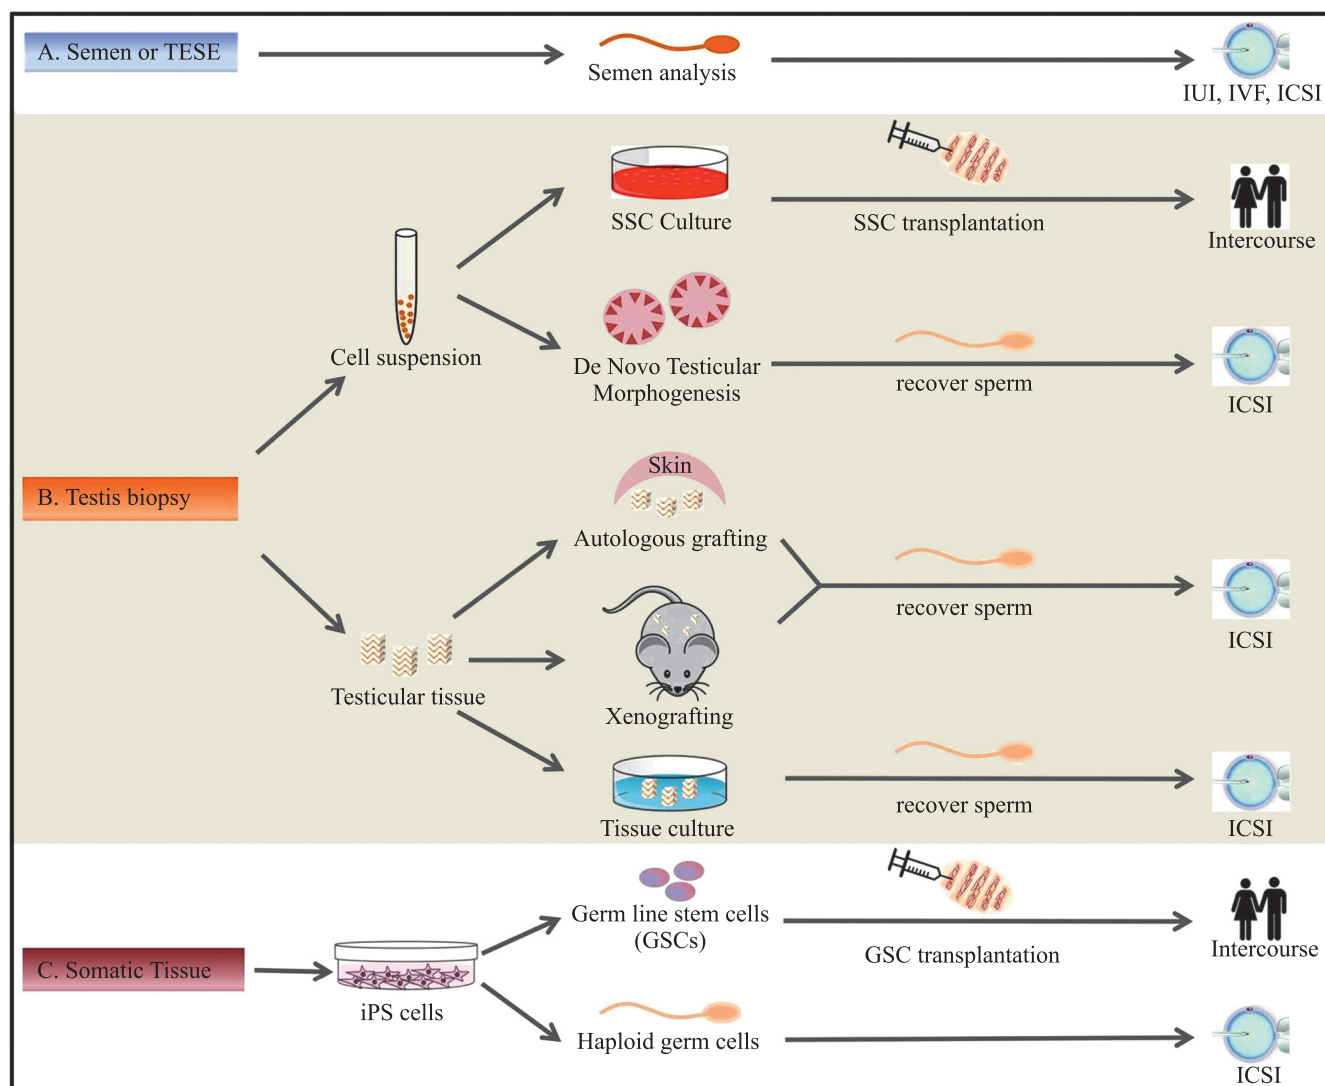 A. Semen or TESE
Semen analysis
IUI, IVF, ICSI
SSC Culture
SSC transplantation
Intercourse
Cell suspension
De Novo Testicular
Morphogenesis
recover sperm
ICSI
B. Testis biopsy
Skin
Autologous grafting
recover sperm
ICSI
Testicular tissue
Xenografting
Tissue culture
recover sperm
ICSI
Germ line stem cells
(GSCs)
GSC transplantation
Intercourse
C. Somatic Tissue
iPS cells
Haploid germ cells
ICSI